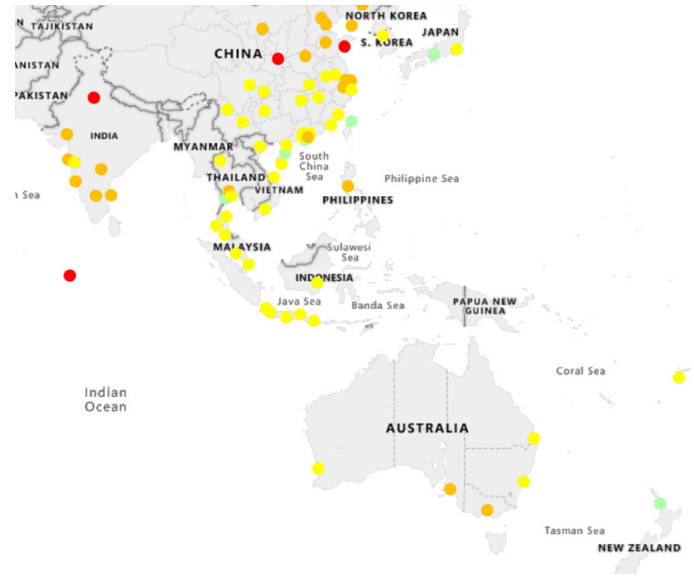 NORTH KOREA
TAJIKISTAN
JAPAN
S. KOREA
CHINA
ANISTAN
PAKISTAN
INDIA
MYANMAR
South
China
Sea
THAILAND
Philippine Sea
VIETNAM
n Sea
PHILIPPINES
MALAYSIA
Sulawesi
Sea
INDONESIA
Java Sea
Banda Sea
PAPUA NEW
GUINEA
Coral Sea
Indian
Ocean
AUSTRALIA
Tasman Sea
NEW ZEALAND